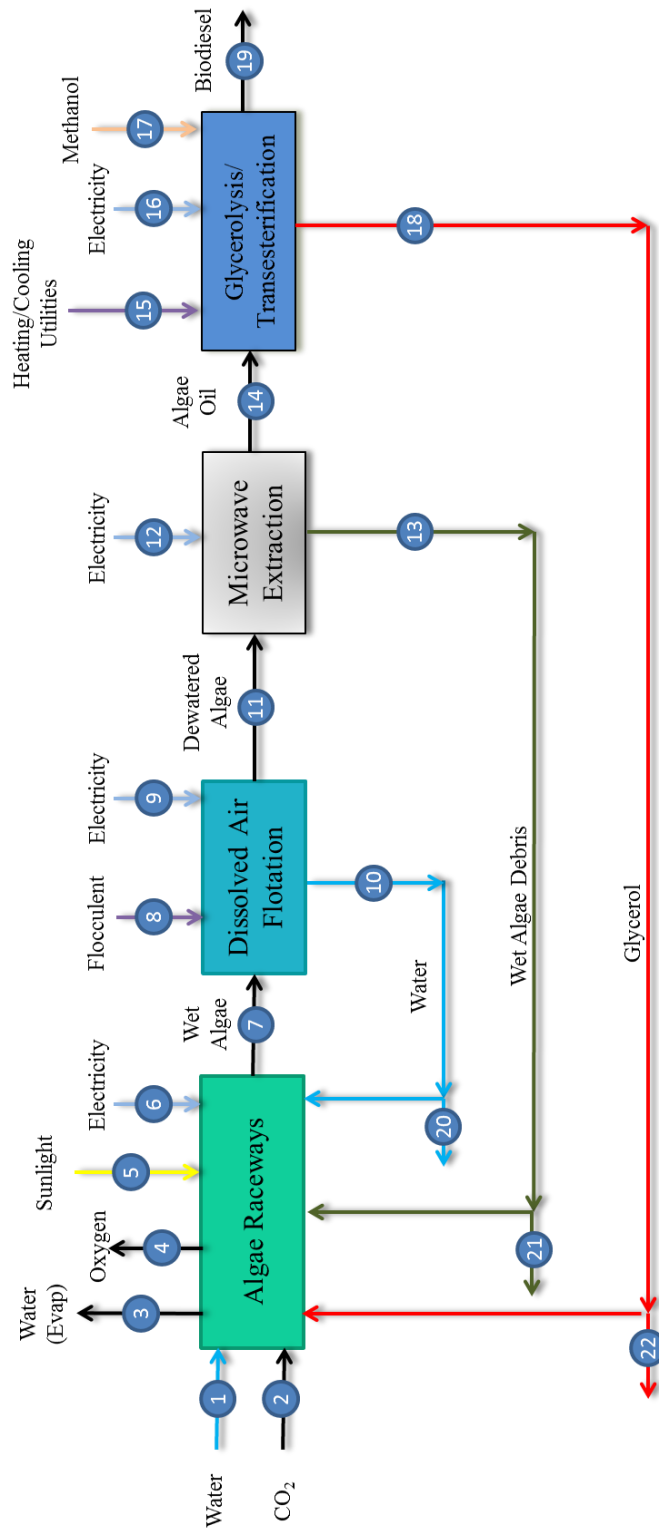 Water
(Evap)
Oxygen
Sunlight
Electricity
Flocculent
Electricity
Electricity
Heating/Cooling
Utilities
Electricity
Methanol
3
4
5
6
8
9
12
15
16
17
Water
1
CO2
2
Algae Raceways
Wet
Algae
7
Dissolved Air
Flotation
Dewatered
Algae
11
Microwave
Extraction
Algae
Oil
14
Glycerolysis/
Transesterification
Biodiesel
19
10
Water
20
13
Wet Algae Debris
21
18
Glycerol
22